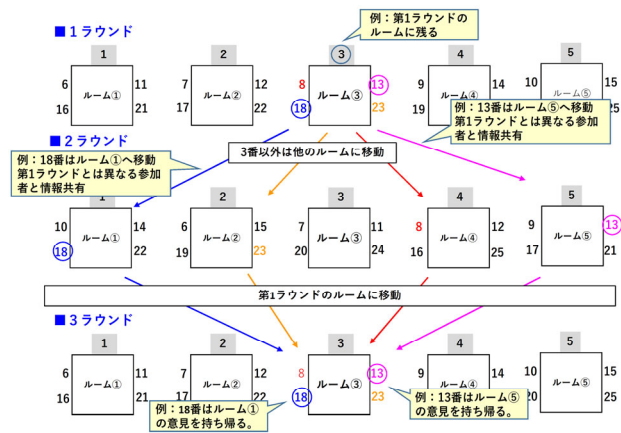 ■１ラウンド
例：第1ラウンドの
ルームに残る
1
2
3
4
5
6 ルーム① 11
16 21
7 ルーム② 12
17 22
8 ルーム③ 13
18 23
9 ルーム④ 14
19
10 ルーム⑤ 15
25
例：13番はルーム⑤へ移動
第1ラウンドとは異なる参加
者と情報共有
■２ラウンド
3番以外は他のルームに移動
例：18番はルーム①へ移動
第1ラウンドとは異なる参加
者と情報共有
1
2
3
4
5
10 ルーム① 14
18 22
6 ルーム② 15
19 23
7 ルーム③ 11
20 24
8 ルーム④ 12
16 25
9 ルーム⑤ 13
17 21
第1ラウンドのルームに移動
■３ラウンド
1
2
3
4
5
6 ルーム① 11
16 21
7 ルーム② 12
17 22
8 ルーム③ 13
18 23
9 ルーム④ 14
10 ルーム⑤ 15
20 25
例：18番はルーム①
の意見を持ち帰る。
例：13番はルーム⑤
の意見を持ち帰る。